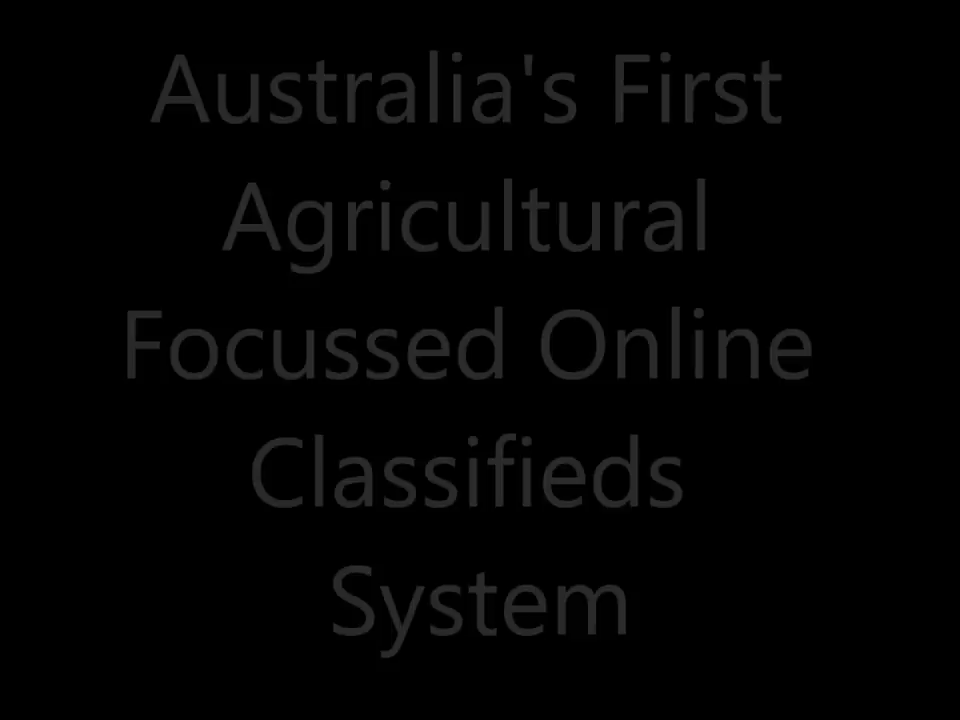 Australia's First
Agricultural
Focussed Online
Classifieds
System